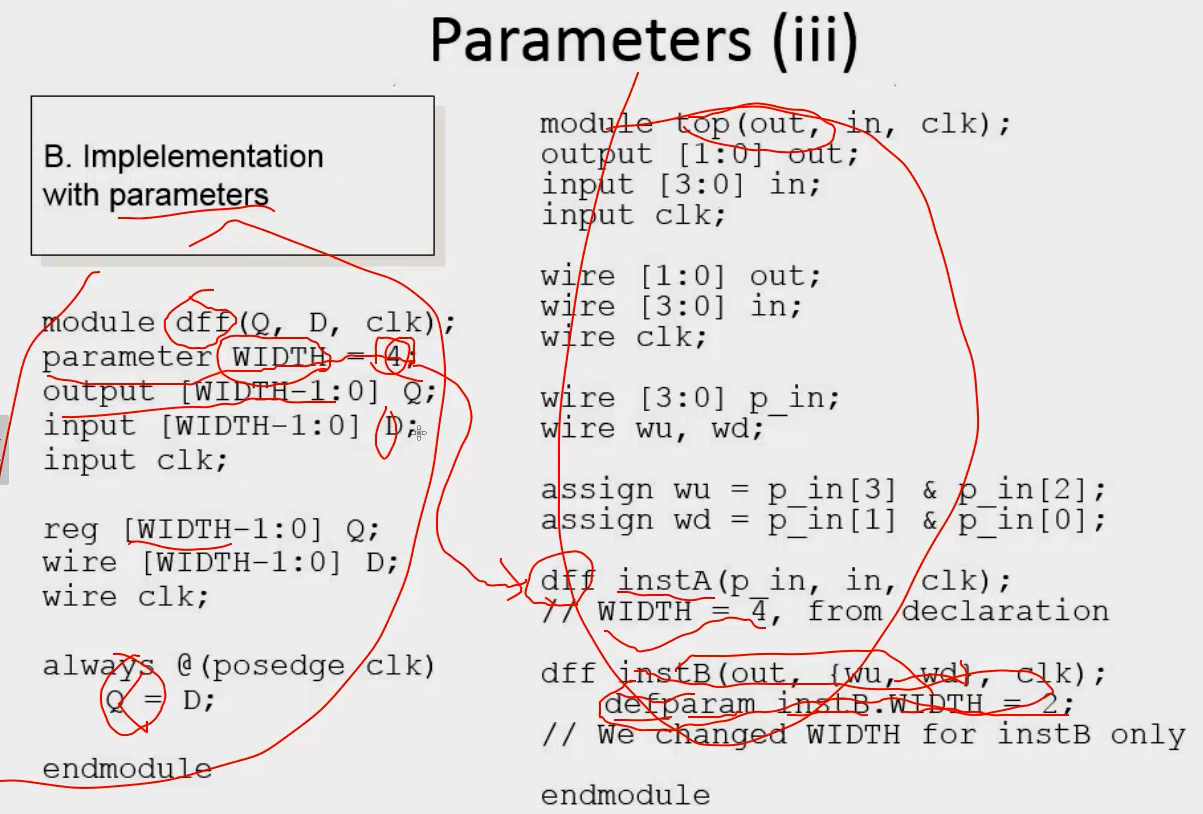 Parameters (iii)
B. Implelementation
with parameters
module dff(Q, D, clk);
parameter WIDTH = 4;
output [WIDTH-1:0] Q;
input [WIDTH-1:0] D;
input clk;
reg [WIDTH-1:0] Q;
wire [WIDTH-1:0] D;
wire clk;
always @(posedge clk)
Q = D;
endmodule
module top(out, in, clk);
output [1:0] out;
input [3:0] in;
input clk;
wire [1:0] out;
wire [3:0] in;
wire clk;
wire [3:0] p_in;
wire wu, wd;
assign wu = p_in[3] & p_in[2];
assign wd = p_in[1] & p_in[0];
dff instA(p_in, in, clk);
// WIDTH = 4, from declaration
dff instB(out, {wu, wd}, clk);
defparam instB.WIDTH = 2;
// We changed WIDTH for instB only
endmodule